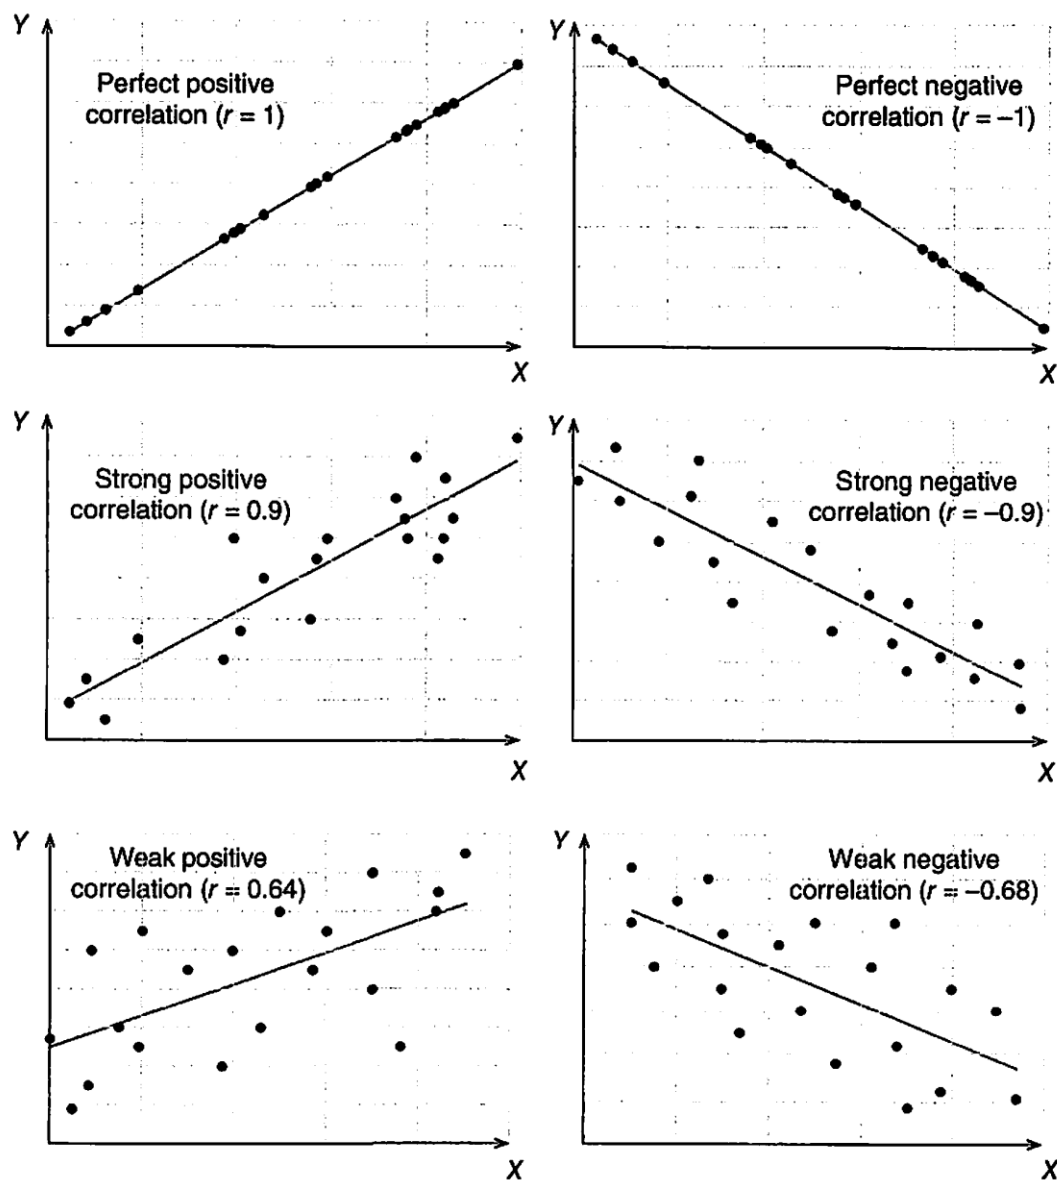 Y
Perfect positive
correlation (r = 1)
X
Y
Perfect negative
correlation (r = −1)
X
Y
Strong positive
correlation (r = 0.9)
X
Y
Strong negative
correlation (r = −0.9)
X
Y
Weak positive
correlation (r = 0.64)
X
Y
Weak negative
correlation (r = −0.68)
X